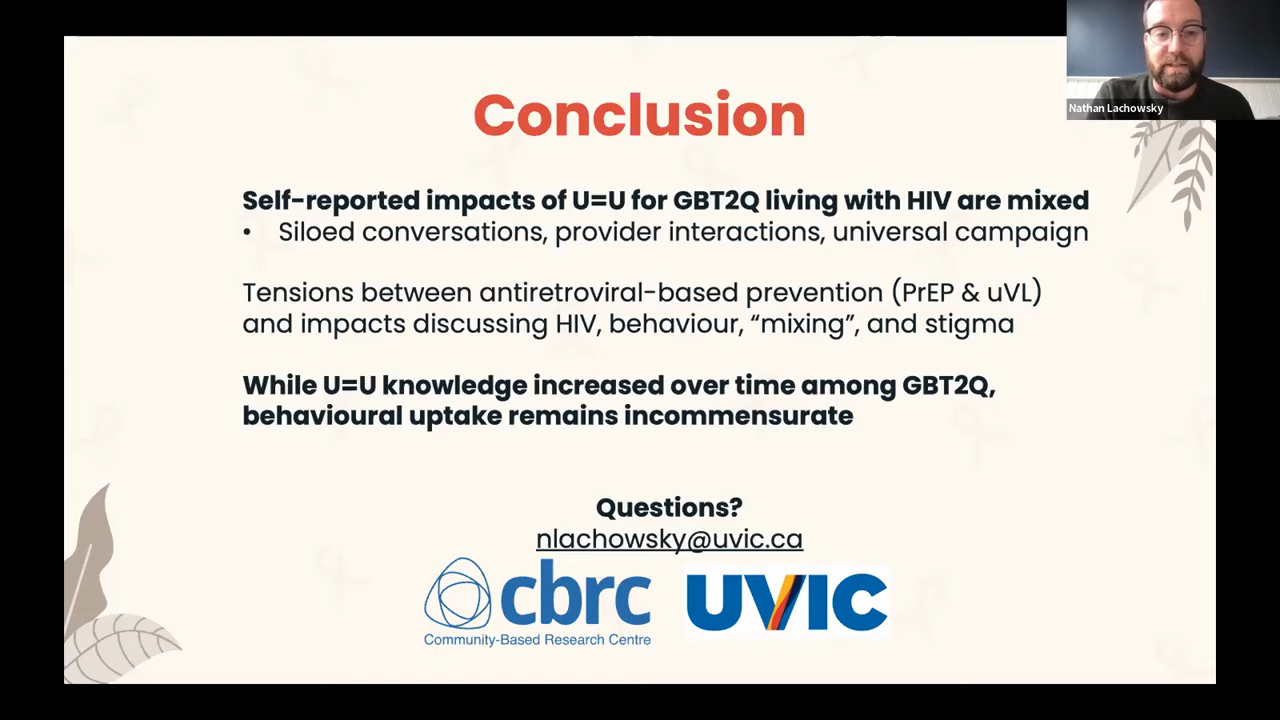 Nathan Lachowsky
Conclusion
Self-reported impacts of U=U for GBT2Q living with HIV are mixed
• Siloed conversations, provider interactions, universal campaign
Tensions between antiretroviral-based prevention (PrEP & uVL)
and impacts discussing HIV, behaviour, “mixing”, and stigma
While U=U knowledge increased over time among GBT2Q,
behavioural uptake remains incommensurate
Questions?
nlachowsky@uvic.ca
cbrc
Community-Based Research Centre
UVIC